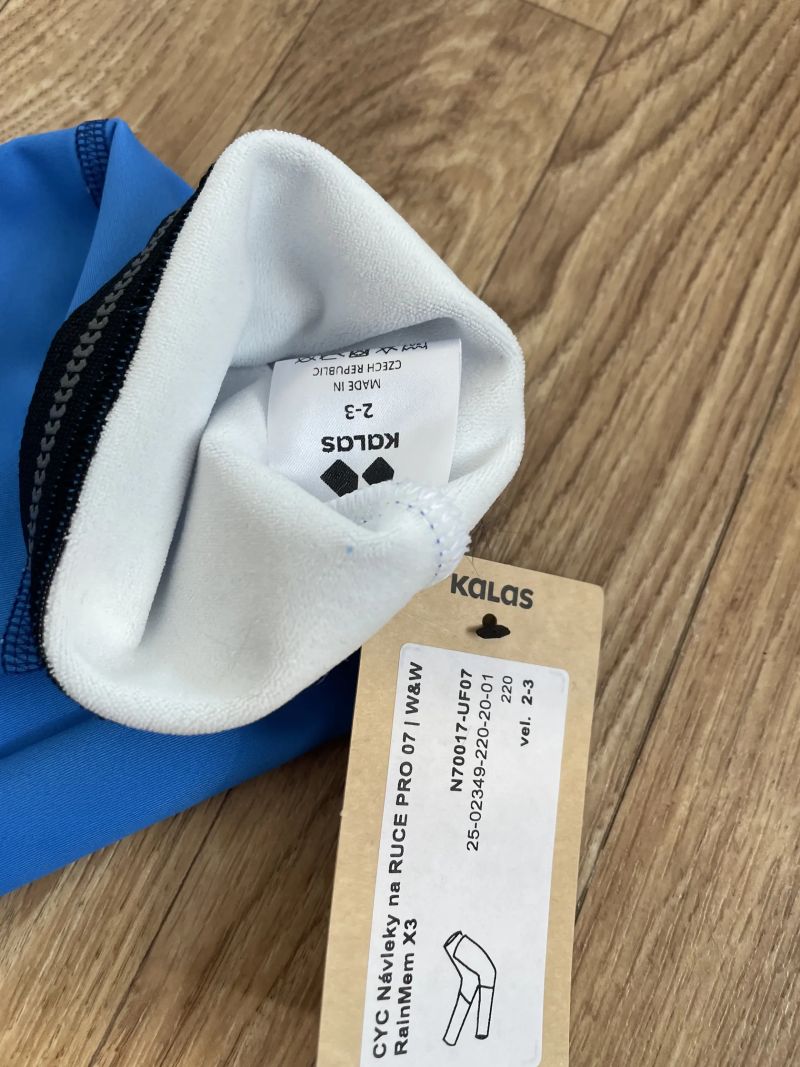 KaLas
2-3
MADE IN
CZECH REPUBLIC
KaLas
CYC Návleky na RUCE PRO 07 | W&W
RainMem X3
N70017-UF07
25-02349-220-20-01
220
vel. 2-3